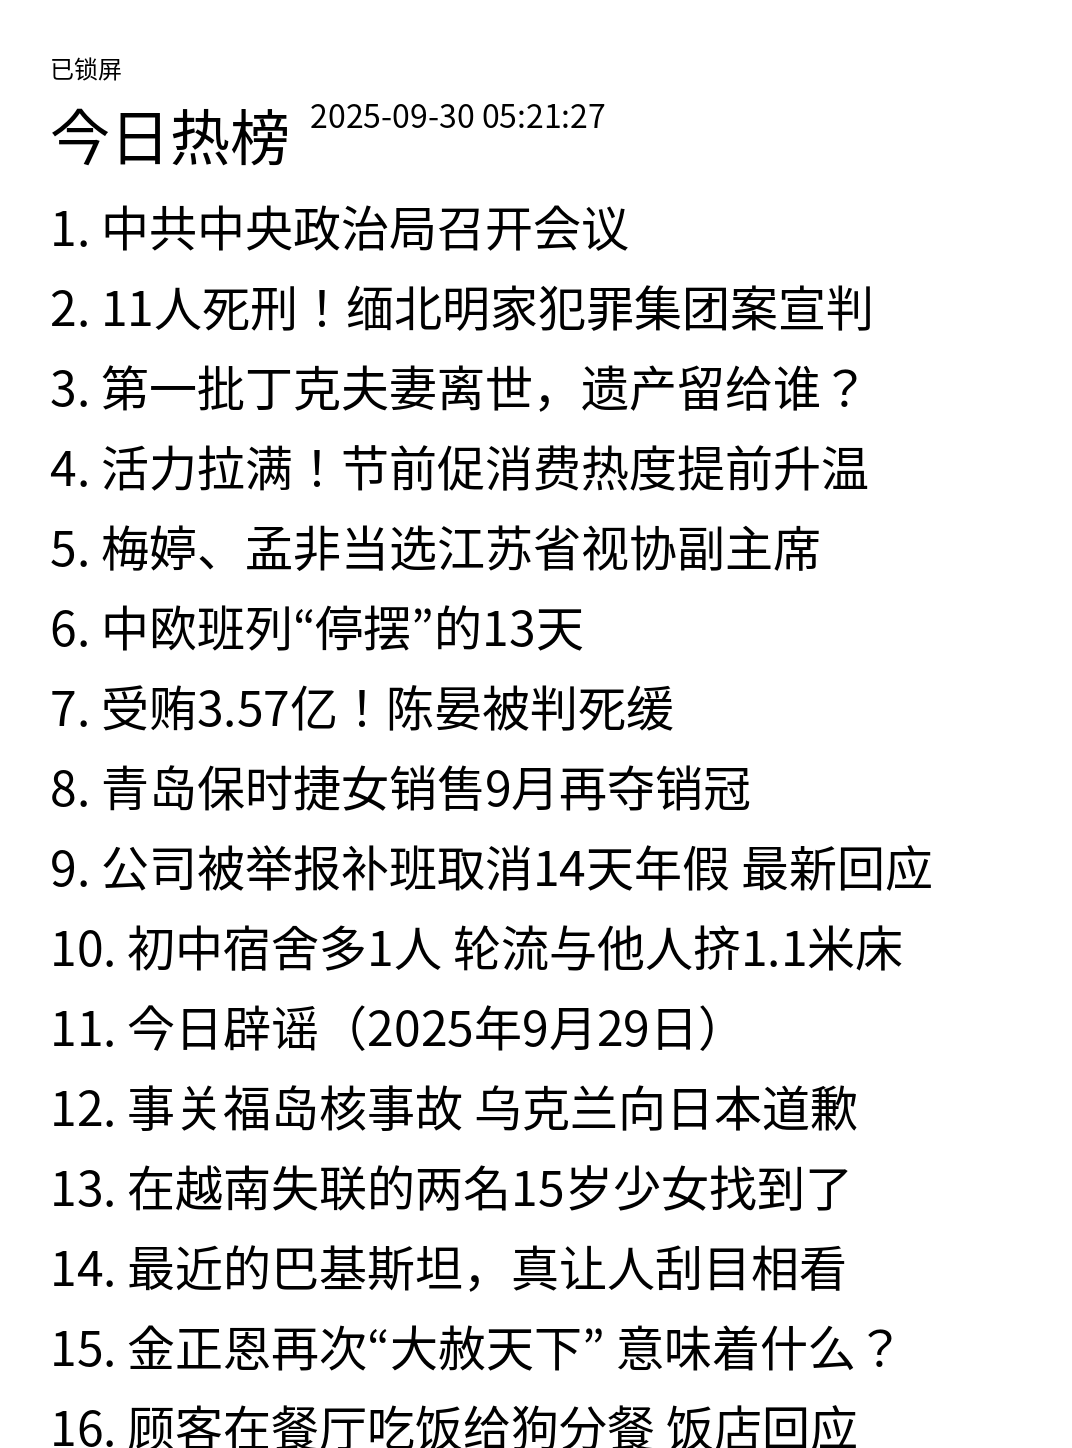 已锁屏
今日热榜 2025-09-30 05:21:27
1. 中共中央政治局召开会议
2. 11人死刑！缅北明家犯罪集团案宣判
3. 第一批丁克夫妻离世，遗产留给谁？
4. 活力拉满！节前促消费热度提前升温
5. 梅婷、孟非当选江苏省视协副主席
6. 中欧班列“停摆”的13天
7. 受贿3.57亿！陈晏被判死缓
8. 青岛保时捷女销售9月再夺销冠
9. 公司被举报补班取消14天年假 最新回应
10. 初中宿舍多1人 轮流与他人挤1.1米床
11. 今日辟谣（2025年9月29日）
12. 事关福岛核事故 乌克兰向日本道歉
13. 在越南失联的两名15岁少女找到了
14. 最近的巴基斯坦，真让人刮目相看
15. 金正恩再次“大赦天下” 意味着什么？
16. 顾客在餐厅吃饭给狗分餐 饭店回应